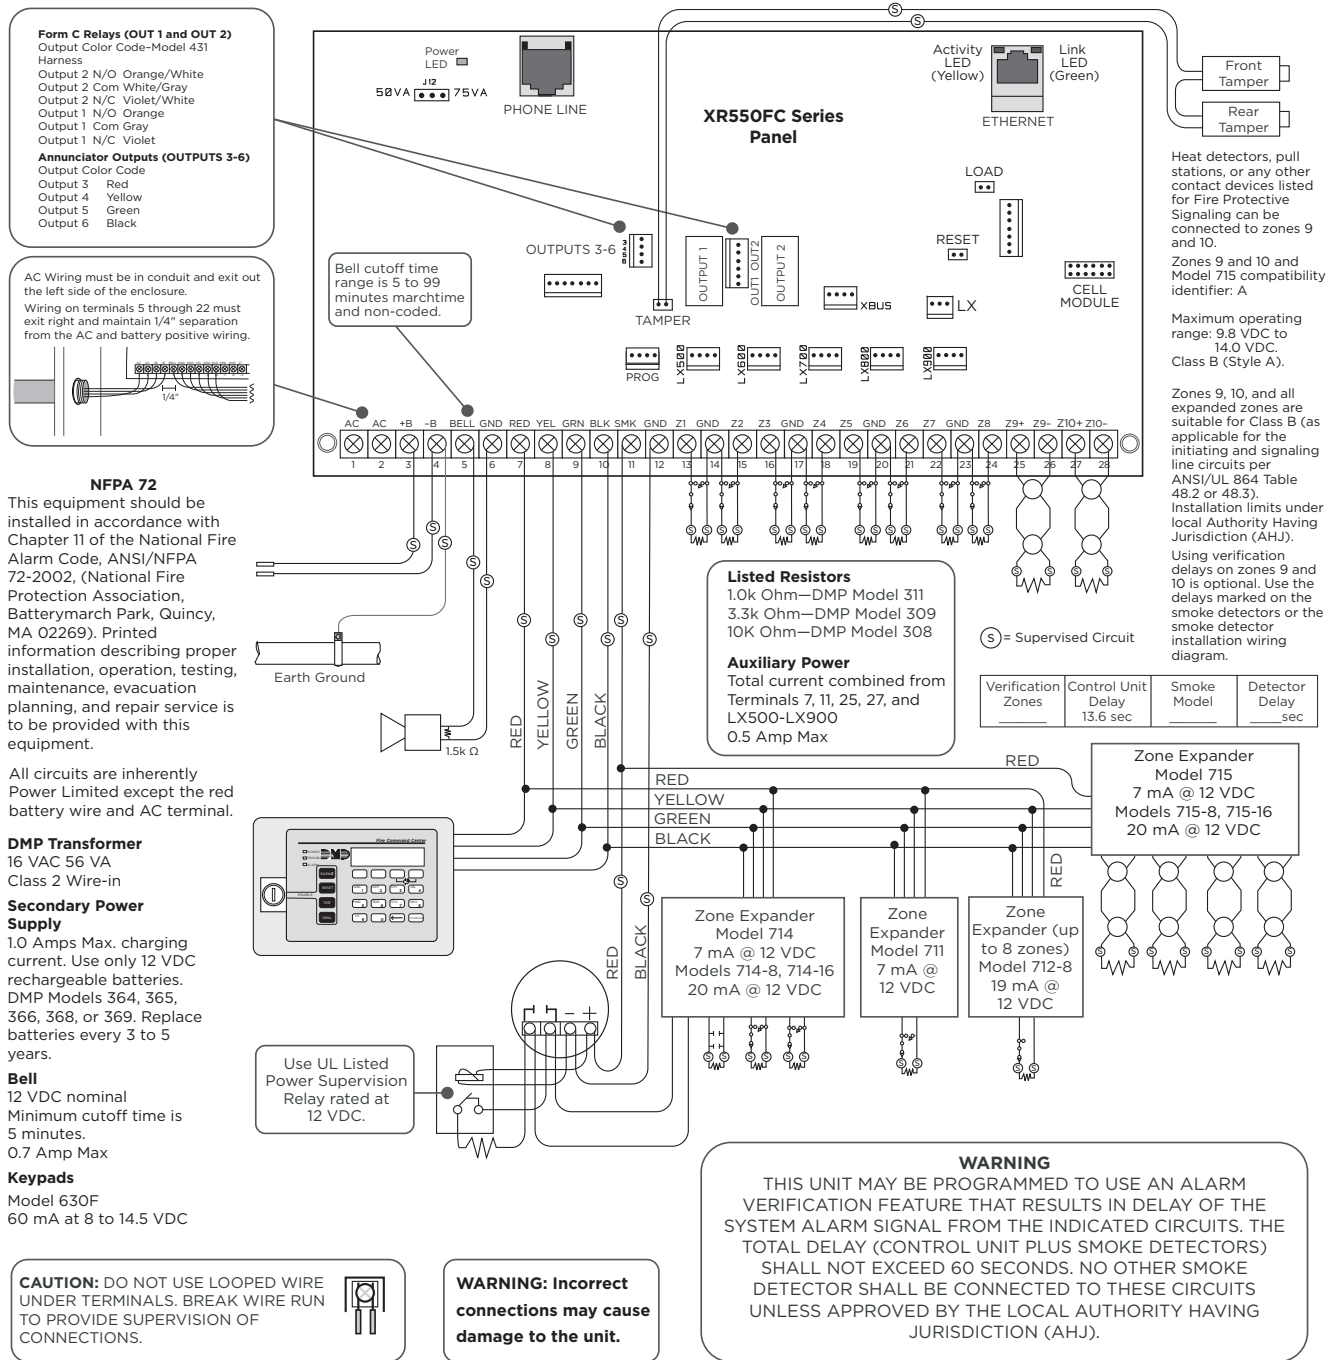 Form C Relays (OUT 1 and OUT 2)
Output Color Code–Model 431
Harness
Output 2 N/O Orange/White
Output 2 Com White/Gray
Output 2 N/C Violet/White
Output 1 N/O Orange
Output 1 Com Gray
Output 1 N/C Violet
Annunciator Outputs (OUTPUTS 3-6)
Output Color Code
Output 3 Red
Output 4 Yellow
Output 5 Green
Output 6 Black
AC Wiring must be in conduit and exit out
the left side of the enclosure.
Wiring on terminals 5 through 22 must
exit right and maintain 1/4" separation
from the AC and battery positive wiring.
1/4"
Bell cutoff time
range is 5 to 99
minutes marchtime
and non-coded.
Power
LED
J12
50VA
75VA
PHONE LINE
XR550FC Series
Panel
Activity
LED
(Yellow)
Link
LED
(Green)
ETHERNET
S
S
Front
Tamper
Rear
Tamper
LOAD
RESET
CELL
MODULE
OUTPUTS 3-6
3
4
5
6
OUTPUT 1
OUT1 OUT2
OUTPUT 2
TAMPER
XBUS
LX
PROG
LX500
LX600
LX700
LX800
LX900
AC AC +B –B BELL GND RED YEL GRN BLK SMK GND Z1 GND Z2 Z3 GND Z4 Z5 GND Z6 Z7 GND Z8 Z9+ Z9- Z10+ Z10-
1 2 3 4 5 6 7 8 9 10 11 12 13 14 15 16 17 18 19 20 21 22 23 24 25 26 27 28
Heat detectors, pull
stations, or any other
contact devices listed
for Fire Protective
Signaling can be
connected to zones 9
and 10.
Zones 9 and 10 and
Model 715 compatibility
identifier: A
Maximum operating
range: 9.8 VDC to
14.0 VDC.
Class B (Style A).
Zones 9, 10, and all
expanded zones are
suitable for Class B (as
applicable for the
initiating and signaling
line circuits per
ANSI/UL 864 Table
48.2 or 48.3).
Installation limits under
local Authority Having
Jurisdiction (AHJ).
Using verification
delays on zones 9 and
10 is optional. Use the
delays marked on the
smoke detectors or the
smoke detector
installation wiring
diagram.
NFPA 72
This equipment should be
installed in accordance with
Chapter 11 of the National Fire
Alarm Code, ANSI/NFPA
72-2002, (National Fire
Protection Association,
Batterymarch Park, Quincy,
MA 02269). Printed
information describing proper
installation, operation, testing,
maintenance, evacuation
planning, and repair service is
to be provided with this
equipment.
All circuits are inherently
Power Limited except the red
battery wire and AC terminal.
DMP Transformer
16 VAC 56 VA
Class 2 Wire-in
Secondary Power
Supply
1.0 Amps Max. charging
current. Use only 12 VDC
rechargeable batteries.
DMP Models 364, 365,
366, 368, or 369. Replace
batteries every 3 to 5
years.
Bell
12 VDC nominal
Minimum cutoff time is
5 minutes.
0.7 Amp Max
Keypads
Model 630F
60 mA at 8 to 14.5 VDC
Earth Ground
1.5k Ω
RED
YELLOW
GREEN
BLACK
Listed Resistors
1.0k Ohm—DMP Model 311
3.3k Ohm—DMP Model 309
10K Ohm—DMP Model 308
Auxiliary Power
Total current combined from
Terminals 7, 11, 25, 27, and
LX500-LX900
0.5 Amp Max
S = Supervised Circuit
Verification
Zones
Control Unit
Delay
13.6 sec
Smoke
Model
Detector
Delay
____sec
RED
RED
YELLOW
GREEN
BLACK
RED
Zone Expander
Model 715
7 mA @ 12 VDC
Models 715-8, 715-16
20 mA @ 12 VDC
Fire Command Center
DMP
RED
BLACK
Zone Expander
Model 714
7 mA @ 12 VDC
Models 714-8, 714-16
20 mA @ 12 VDC
Zone
Expander
Model 711
7 mA @
12 VDC
Zone
Expander (up
to 8 zones)
Model 712-8
19 mA @
12 VDC
– +
Use UL Listed
Power Supervision
Relay rated at
12 VDC.
CAUTION: DO NOT USE LOOPED WIRE
UNDER TERMINALS. BREAK WIRE RUN
TO PROVIDE SUPERVISION OF
CONNECTIONS.
WARNING: Incorrect
connections may cause
damage to the unit.
WARNING
THIS UNIT MAY BE PROGRAMMED TO USE AN ALARM
VERIFICATION FEATURE THAT RESULTS IN DELAY OF THE
SYSTEM ALARM SIGNAL FROM THE INDICATED CIRCUITS. THE
TOTAL DELAY (CONTROL UNIT PLUS SMOKE DETECTORS)
SHALL NOT EXCEED 60 SECONDS. NO OTHER SMOKE
DETECTOR SHALL BE CONNECTED TO THESE CIRCUITS
UNLESS APPROVED BY THE LOCAL AUTHORITY HAVING
JURISDICTION (AHJ).